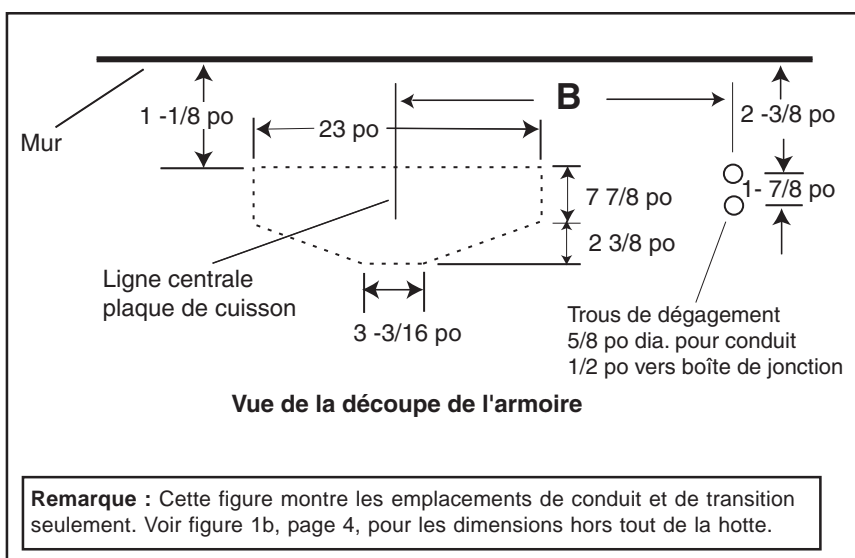 B
1 -1/8 po
2 -3/8 po
23 po
Mur
7 7/8 po
1- 7/8 po
2 3/8 po
Ligne centrale
plaque de cuisson
3 -3/16 po
Trous de dégagement
5/8 po dia. pour conduit
1/2 po vers boîte de jonction
Vue de la découpe de l'armoire
Remarque : Cette figure montre les emplacements de conduit et de transition
seulement. Voir figure 1b, page 4, pour les dimensions hors tout de la hotte.